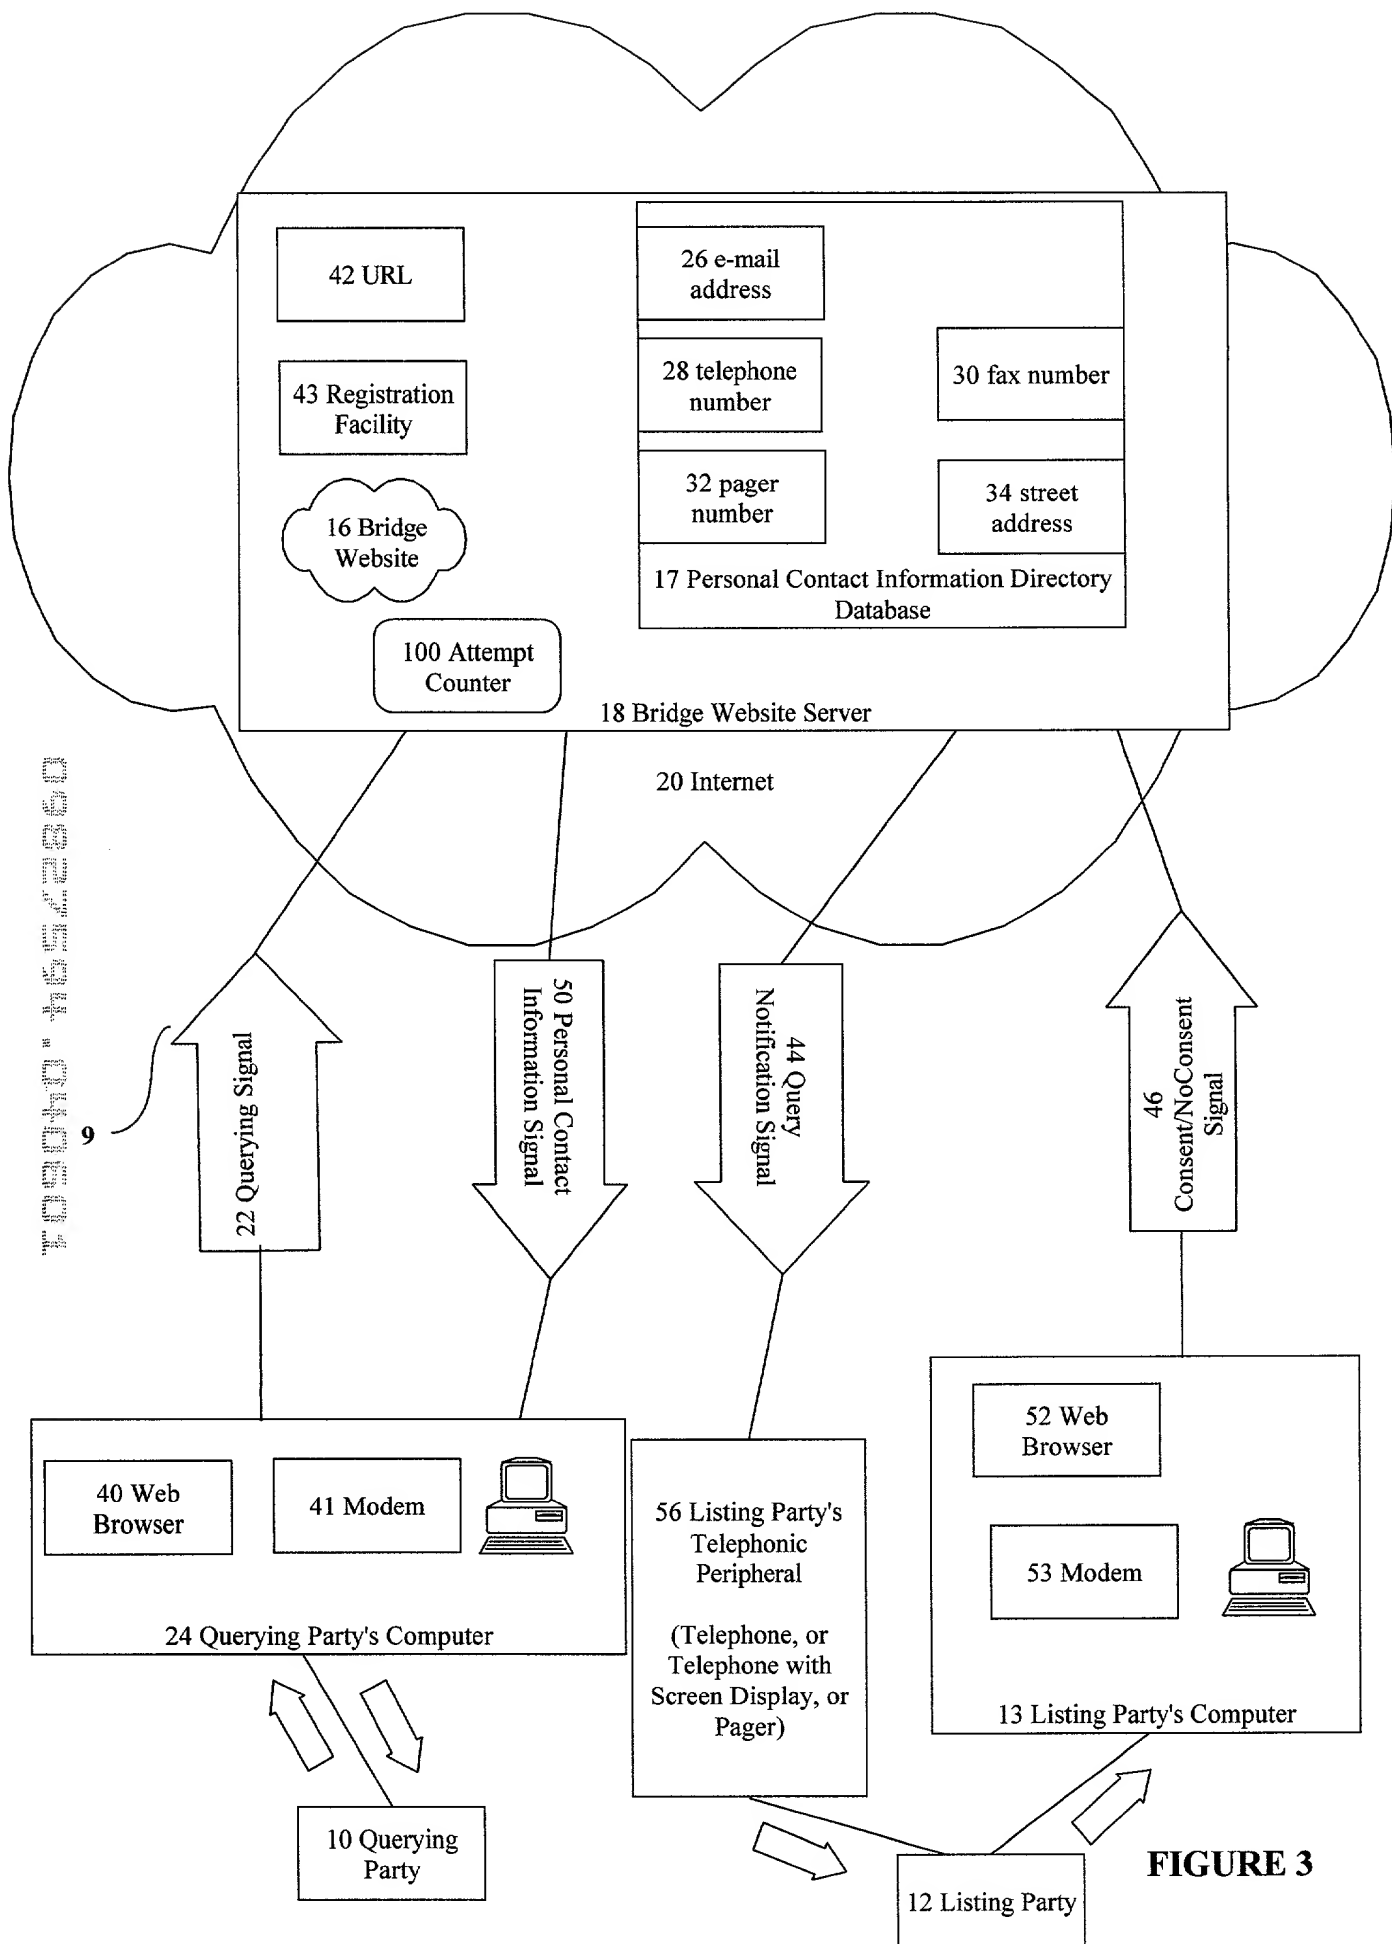 42 URL
26 e-mail
address
43 Registration
Facility
28 telephone
number
30 fax number
16 Bridge
Website
32 pager
number
34 street
address
17 Personal Contact Information Directory
Database
100 Attempt
Counter
18 Bridge Website Server
20 Internet
09827594.040501
9
22 Querying Signal
50 Personal Contact
Information Signal
44 Query
Notification Signal
46
Consent/NoConsent
Signal
40 Web
Browser
41 Modem
24 Querying Party's Computer
56 Listing Party's
Telephonic
Peripheral
(Telephone, or
Telephone with
Screen Display, or
Pager)
52 Web
Browser
53 Modem
13 Listing Party's Computer
10 Querying
Party
12 Listing Party
FIGURE 3